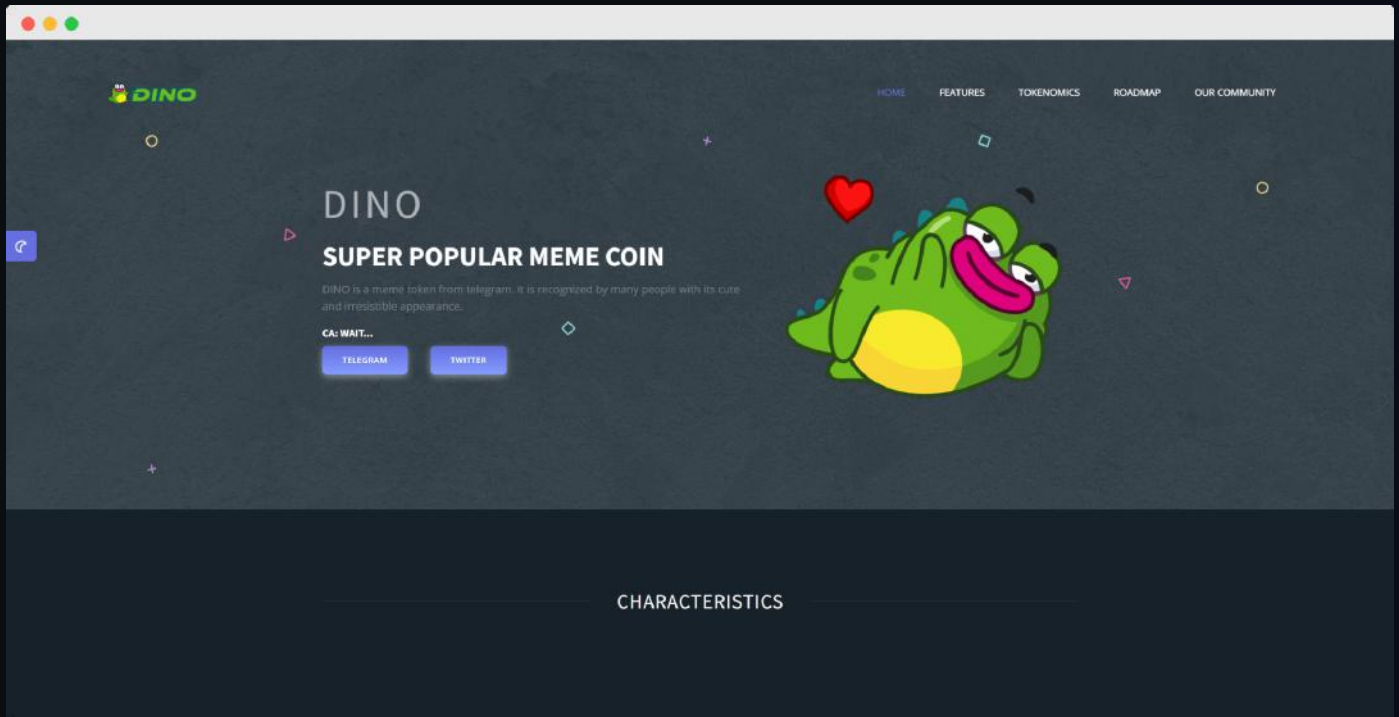 DINO
HOME FEATURES TOKENOMICS ROADMAP OUR COMMUNITY
DINO
SUPER POPULAR MEME COIN
DINO is a meme token from telegram. It is recognized by many people with its cute
and irresistible appearance.
CA: WAIT...
TELEGRAM TWITTER
CHARACTERISTICS